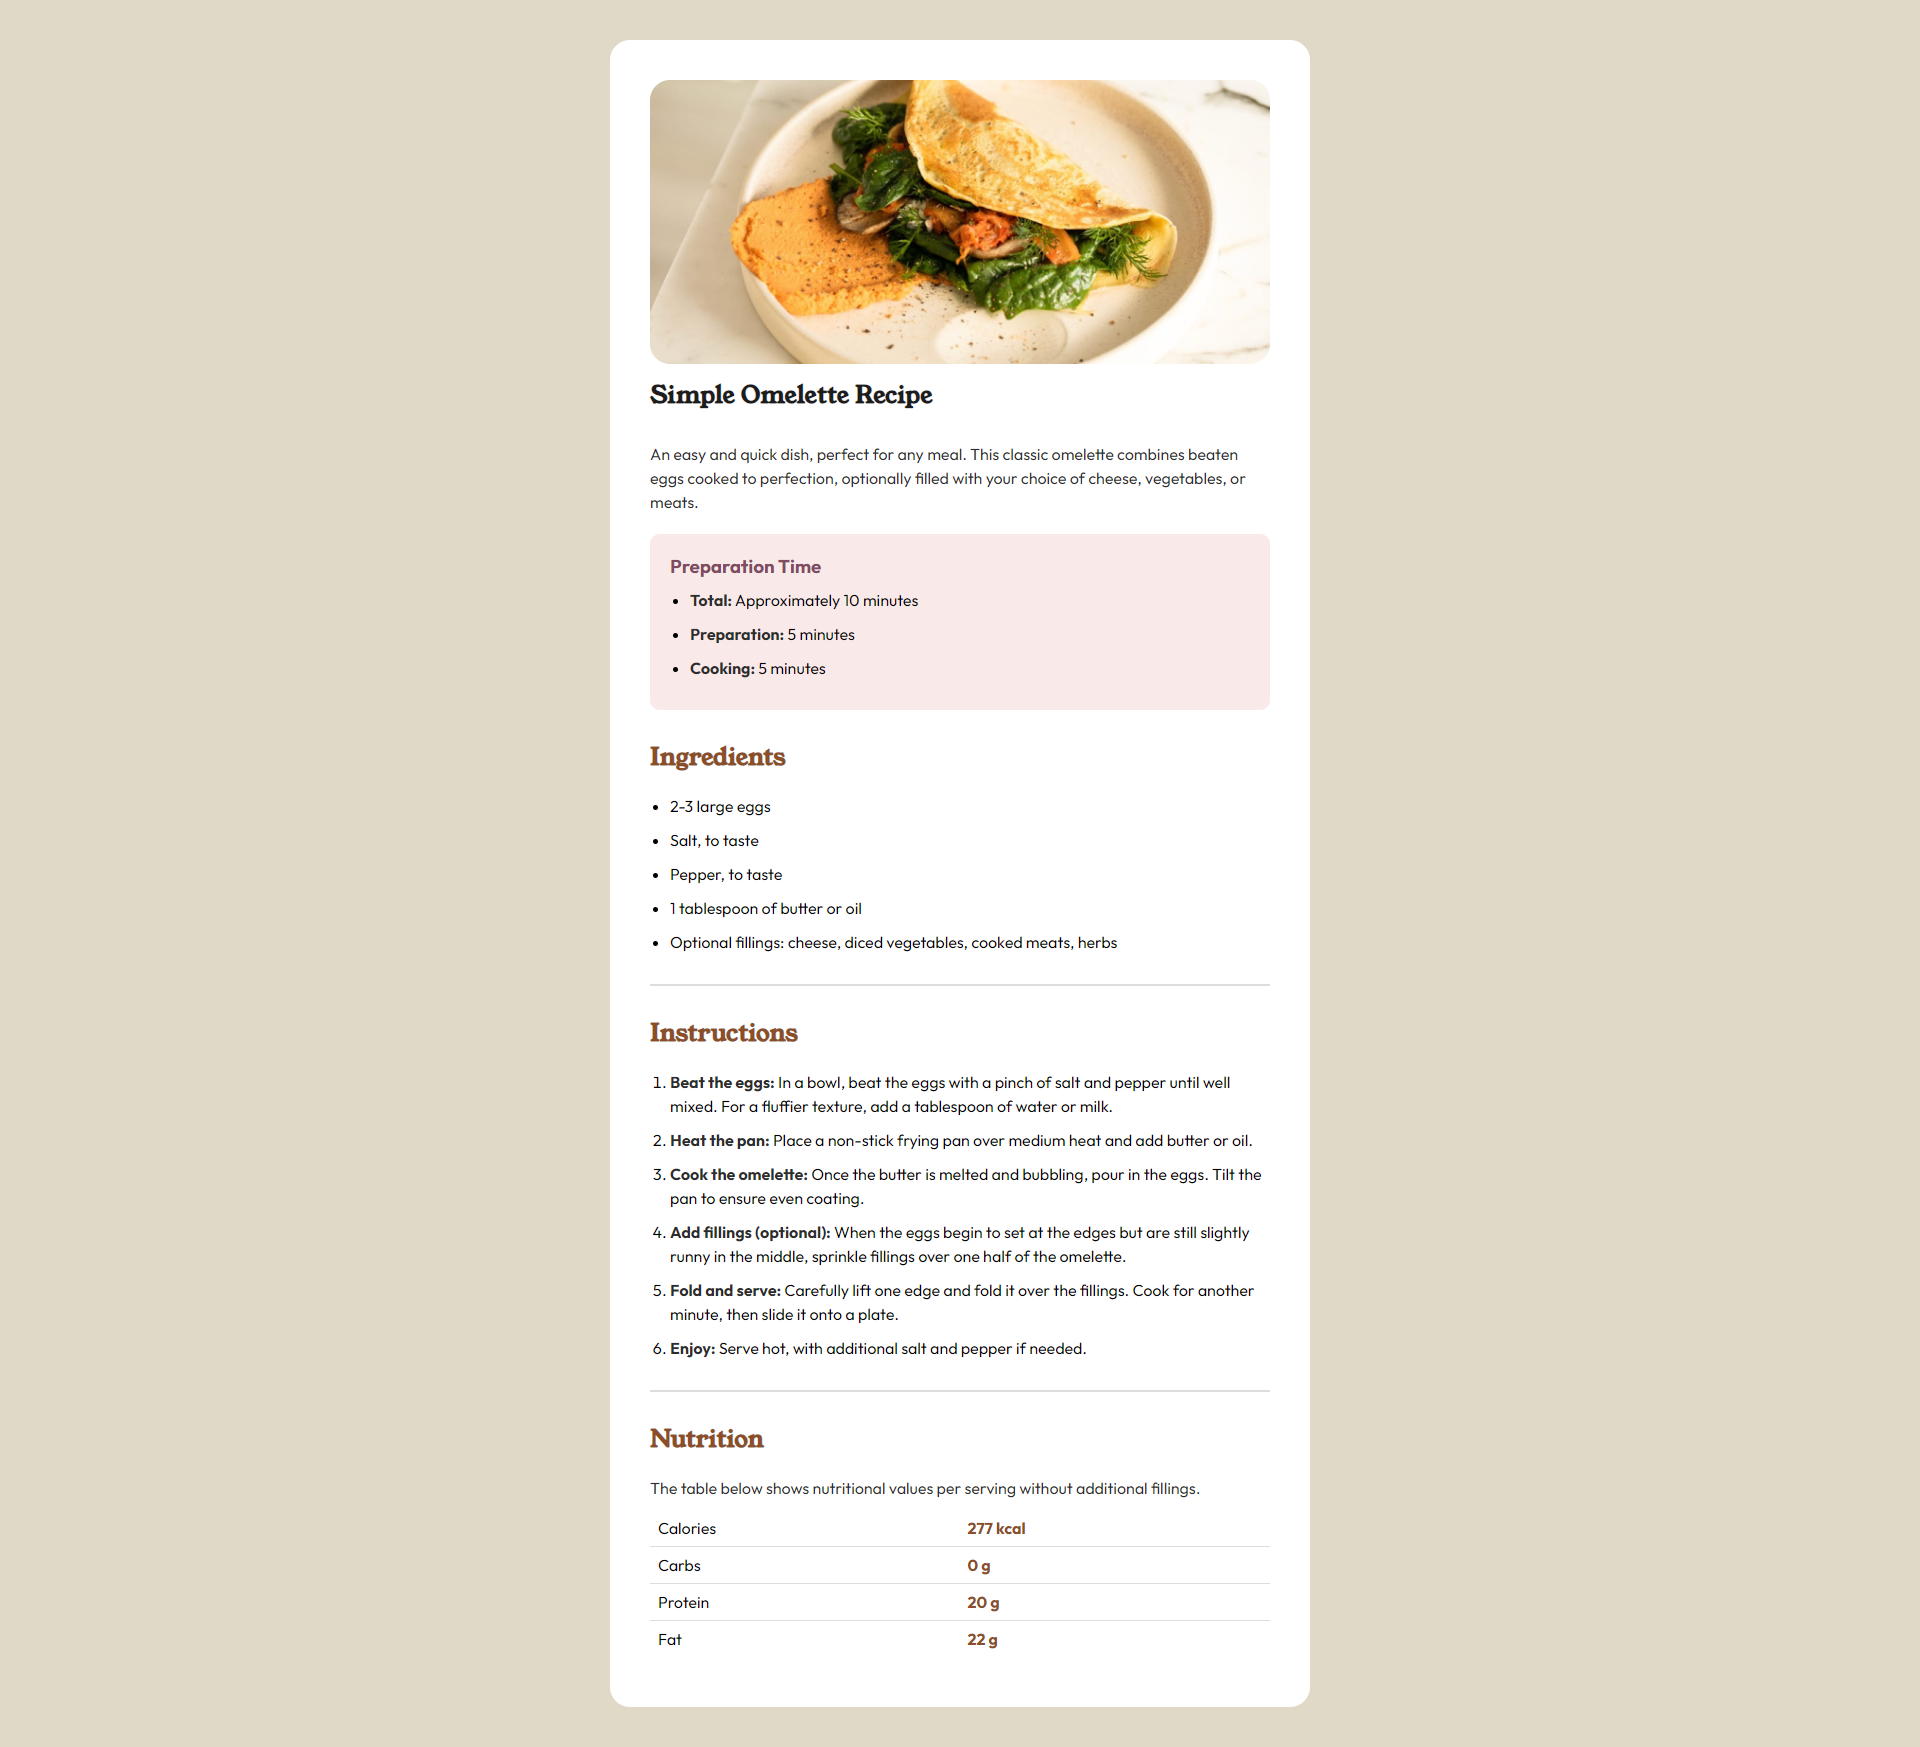 Simple Omelette Recipe
An easy and quick dish, perfect for any meal. This classic omelette combines beaten
eggs cooked to perfection, optionally filled with your choice of cheese, vegetables, or
meats.
Preparation Time
• Total: Approximately 10 minutes
• Preparation: 5 minutes
• Cooking: 5 minutes
Ingredients
• 2-3 large eggs
• Salt, to taste
• Pepper, to taste
• 1 tablespoon of butter or oil
• Optional fillings: cheese, diced vegetables, cooked meats, herbs
Instructions
1. Beat the eggs: In a bowl, beat the eggs with a pinch of salt and pepper until well
mixed. For a fluffier texture, add a tablespoon of water or milk.
2. Heat the pan: Place a non-stick frying pan over medium heat and add butter or oil.
3. Cook the omelette: Once the butter is melted and bubbling, pour in the eggs. Tilt the
pan to ensure even coating.
4. Add fillings (optional): When the eggs begin to set at the edges but are still slightly
runny in the middle, sprinkle fillings over one half of the omelette.
5. Fold and serve: Carefully lift one edge and fold it over the fillings. Cook for another
minute, then slide it onto a plate.
6. Enjoy: Serve hot, with additional salt and pepper if needed.
Nutrition
The table below shows nutritional values per serving without additional fillings.
Calories 277 kcal
Carbs 0 g
Protein 20 g
Fat 22 g